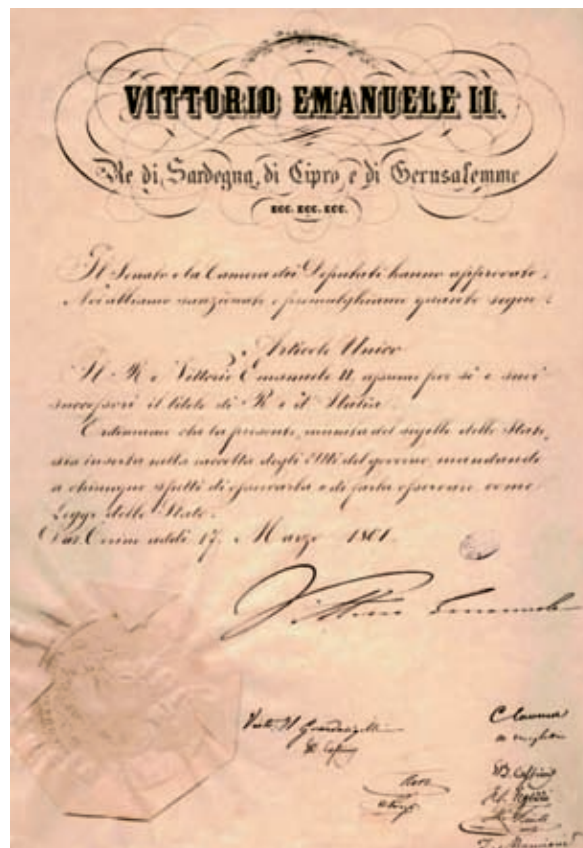 VITTORIO EMANUELE II.
Re di Sardegna, di Cipro e di Gerusalemme
ECC. ECC. ECC.
Il Senato e la Camera dei Deputati hanno approvato,
Noi abbiamo sanzionato e promulghiamo quanto segue:
Articolo Unico
Il Re Vittorio Emanuele II assume per sè e suoi
successori il titolo di Re d'Italia.
Ordiniamo che la presente, munita del sigillo dello Stato,
sia inserta nella raccolta degli Atti del governo, mandando
a chiunque spetti di osservarla e di farla osservare come
Legge dello Stato.
Dat. Torino addì 17. Marzo 1861.
Vittorio Emanuele
C Cavour
M Minghetti
G. Cassinis